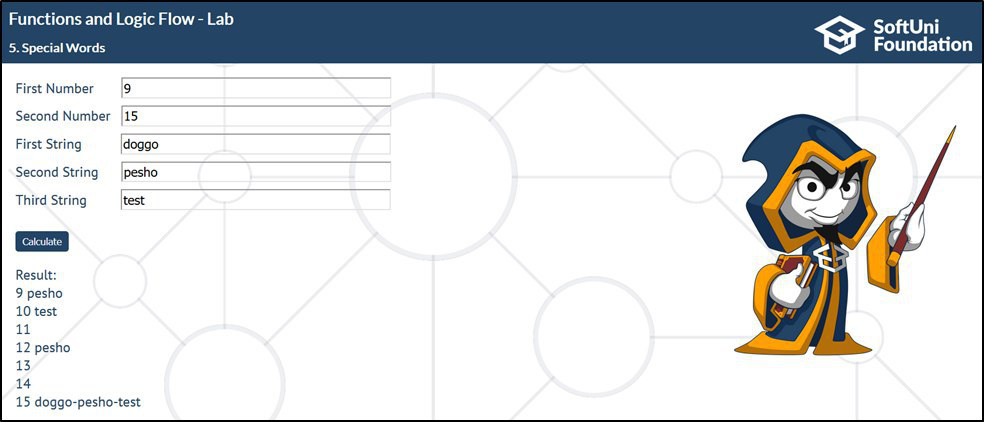 Functions and Logic Flow - Lab
5. Special Words
SoftUni
Foundation
First Number 9
Second Number 15
First String doggo
Second String pesho
Third String test
Calculate
Result:
9 pesho
10 test
11
12 pesho
13
14
15 doggo-pesho-test